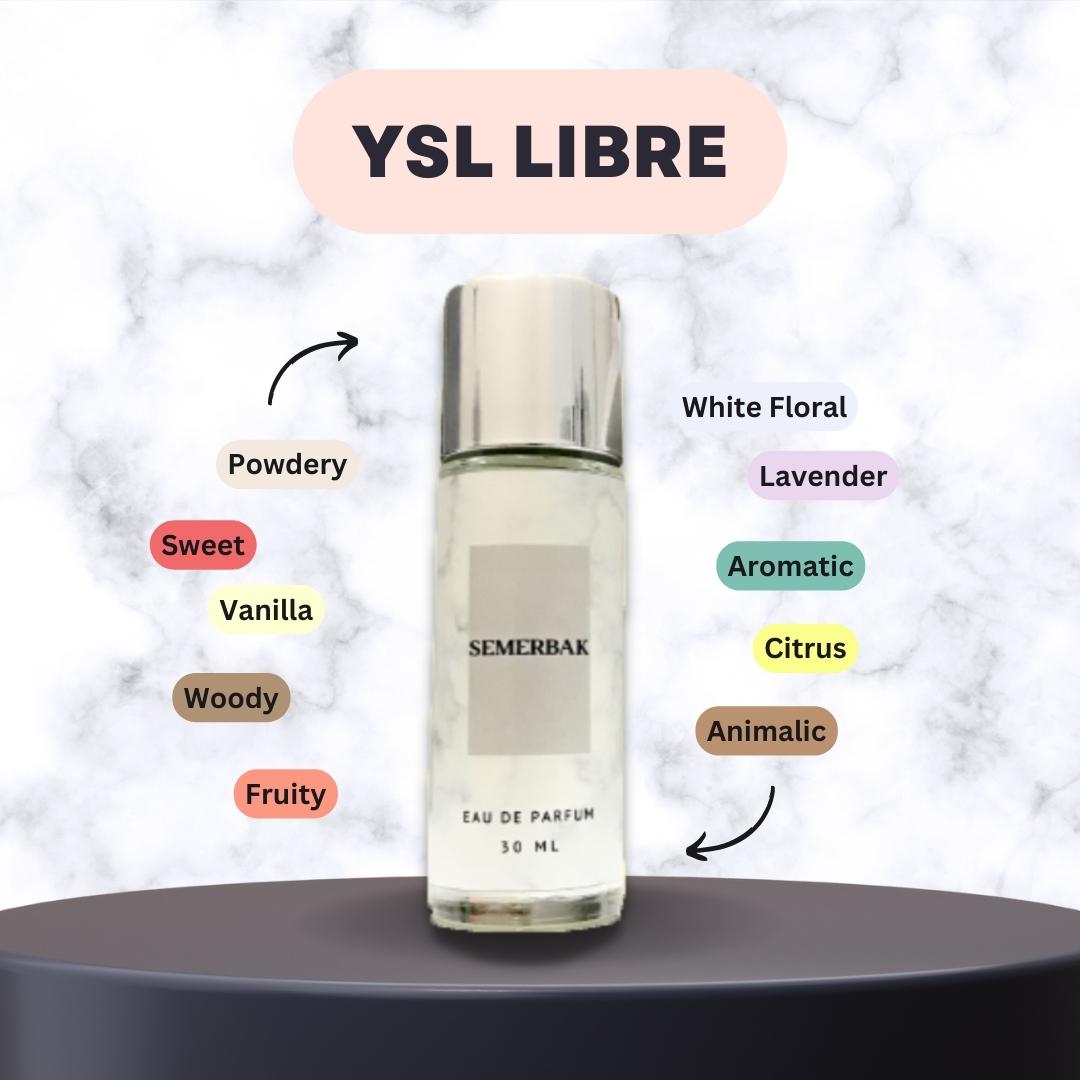 YSL LIBRE
Powdery
Sweet
Vanilla
Woody
Fruity
White Floral
Lavender
Aromatic
Citrus
Animalic
SEMERBAK
EAU DE PARFUM
30 ML